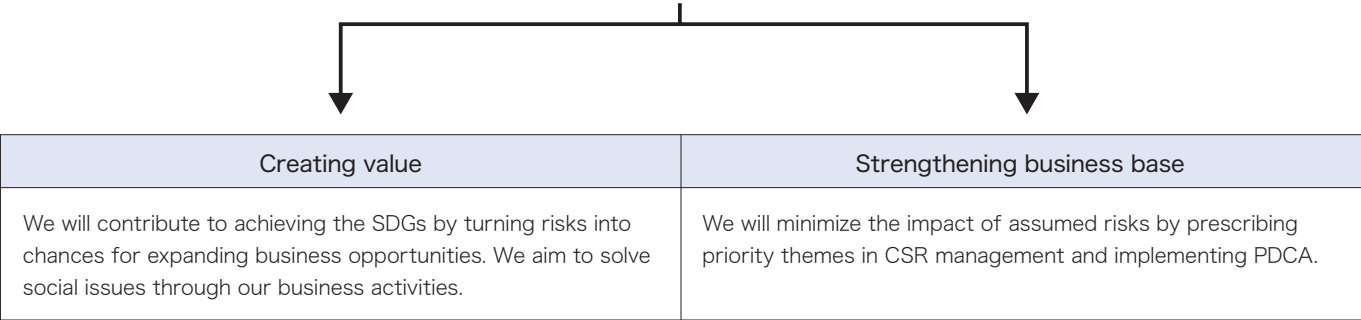 Creating value
Strengthening business base
We will contribute to achieving the SDGs by turning risks into
chances for expanding business opportunities. We aim to solve
social issues through our business activities.
We will minimize the impact of assumed risks by prescribing
priority themes in CSR management and implementing PDCA.